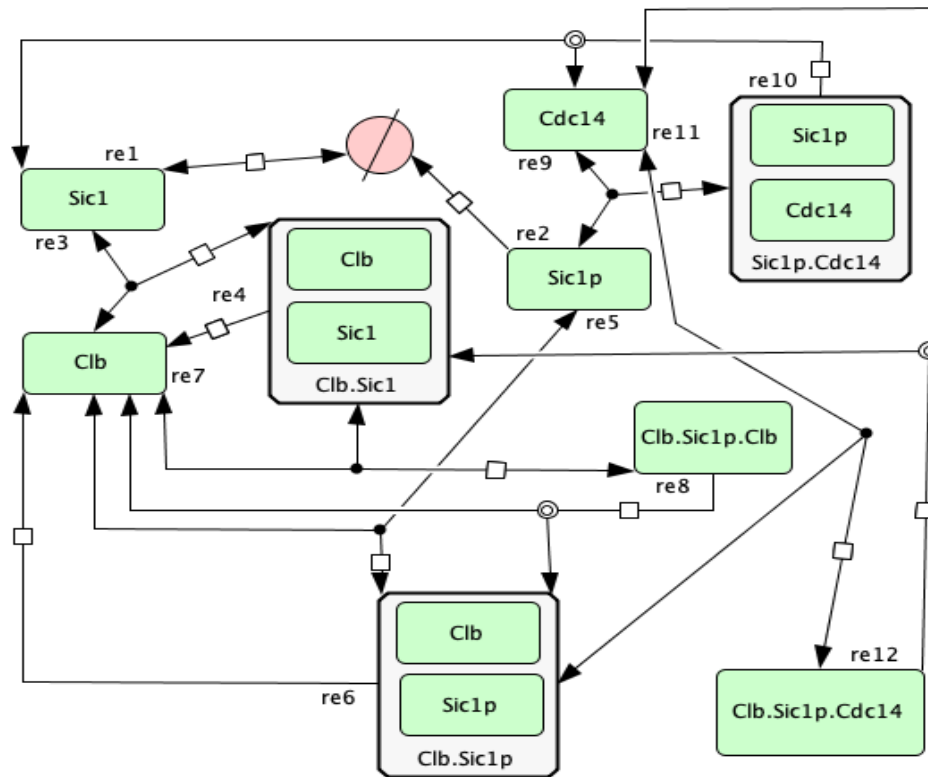 re10
Cdc14
re11
Sic1p
re1
re9
Sic1
Cdc14
re3
re2
Clb
Sic1p.Cdc14
Sic1p
re4
Sic1
re5
Clb
re7
Clb.Sic1
Clb.Sic1p.Clb
re8
Clb
re12
Sic1p
re6
Clb.Sic1p.Cdc14
Clb.Sic1p